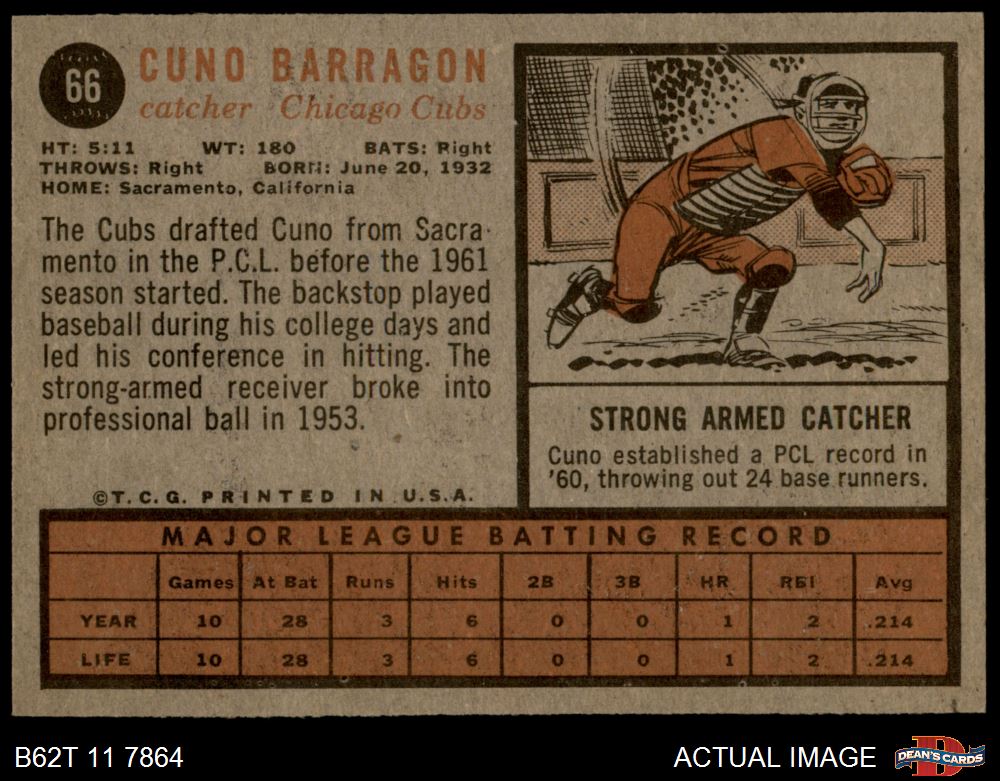 66
CUNO BARRAGON
catcher Chicago Cubs
HT: 5:11 WT: 180 BATS: Right
THROWS: Right BORN: June 20, 1932
HOME: Sacramento, California
The Cubs drafted Cuno from Sacra-
mento in the P.C.L. before the 1961
season started. The backstop played
baseball during his college days and
led his conference in hitting. The
strong-armed receiver broke into
professional ball in 1953.
©T.C.G. PRINTED IN U.S.A.
STRONG ARMED CATCHER
Cuno established a PCL record in
'60, throwing out 24 base runners.
MAJOR LEAGUE BATTING RECORD
Games At Bat Runs Hits 2B 3B HR RBI Avg
YEAR 10 28 3 6 0 0 1 2 .214
LIFE 10 28 3 6 0 0 1 2 .214
B62T 11 7864 ACTUAL IMAGE DEAN'S CARDS